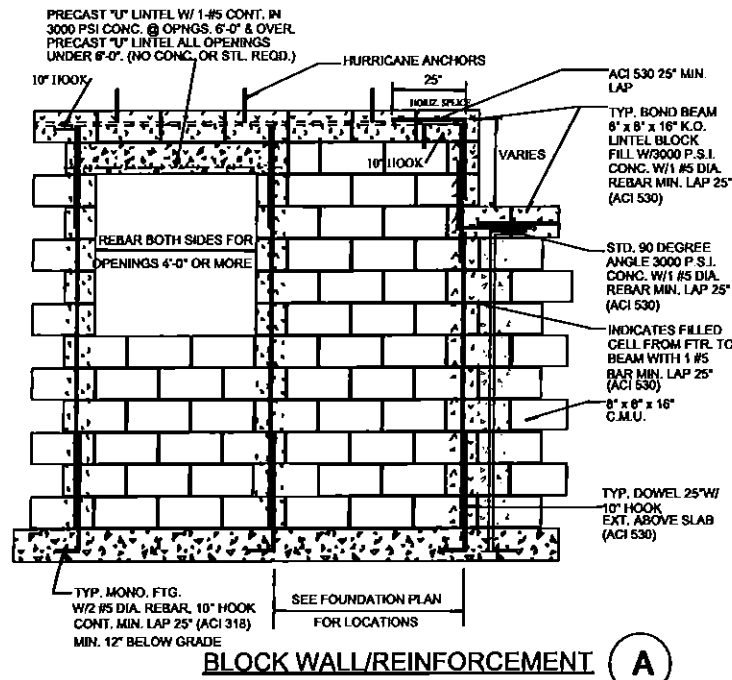 PRECAST "U" LINTEL W/ 1-#5 CONT. IN
3000 PSI CONC. @ OPNGS. 6'-0" & OVER.
PRECAST "U" LINTEL ALL OPENINGS
UNDER 6'-0". (NO CONC. OR STL. REQD.)
10" HOOK
HURRICANE ANCHORS
25"
HORIZ. SPLICE
10" HOOK
ACI 530 25" MIN.
LAP
TYP. BOND BEAM
8" x 8" x 16" K.O.
LINTEL BLOCK
FILL W/3000 P.S.I.
CONC. W/1 #5 DIA.
REBAR MIN. LAP 25"
(ACI 530)
VARIES
REBAR BOTH SIDES FOR
OPENINGS 4'-0" OR MORE
STD. 90 DEGREE
ANGLE 3000 P.S.I.
CONC. W/1 #5 DIA.
REBAR MIN. LAP 25"
(ACI 530)
INDICATES FILLED
CELL FROM FTR. TO
BEAM WITH 1 #5
BAR MIN. LAP 25"
(ACI 530)
8" x 8" x 16"
C.M.U.
TYP. DOWEL 25"W/
10" HOOK
EXT. ABOVE SLAB
(ACI 530)
TYP. MONO. FTG.
W/2 #5 DIA. REBAR, 10" HOOK
CONT. MIN. LAP 25" (ACI 318)
MIN. 12" BELOW GRADE
SEE FOUNDATION PLAN
FOR LOCATIONS
BLOCK WALL/REINFORCEMENT
A